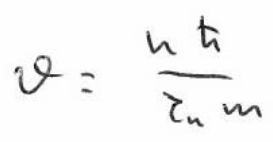 v = nħ / rₙ m